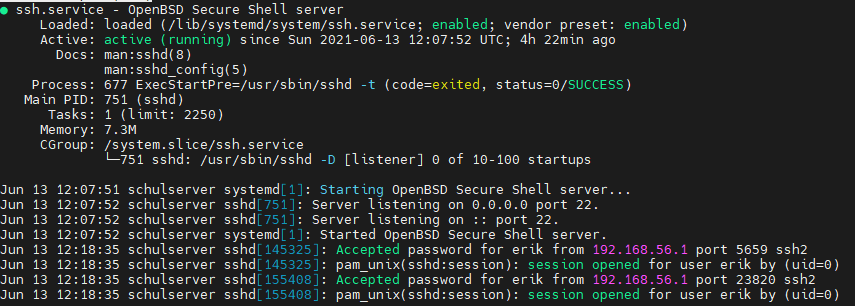 ● ssh.service - OpenBSD Secure Shell server
Loaded: loaded (/lib/systemd/system/ssh.service; enabled; vendor preset: enabled)
Active: active (running) since Sun 2021-06-13 12:07:52 UTC; 4h 22min ago
Docs: man:sshd(8)
man:sshd_config(5)
Process: 677 ExecStartPre=/usr/sbin/sshd -t (code=exited, status=0/SUCCESS)
Main PID: 751 (sshd)
Tasks: 1 (limit: 2250)
Memory: 7.3M
CGroup: /system.slice/ssh.service
└─751 sshd: /usr/sbin/sshd -D [listener] 0 of 10-100 startups
Jun 13 12:07:51 schulserver systemd[1]: Starting OpenBSD Secure Shell server...
Jun 13 12:07:52 schulserver sshd[751]: Server listening on 0.0.0.0 port 22.
Jun 13 12:07:52 schulserver sshd[751]: Server listening on :: port 22.
Jun 13 12:07:52 schulserver systemd[1]: Started OpenBSD Secure Shell server.
Jun 13 12:18:35 schulserver sshd[145325]: Accepted password for erik from 192.168.56.1 port 5659 ssh2
Jun 13 12:18:35 schulserver sshd[145325]: pam_unix(sshd:session): session opened for user erik by (uid=0)
Jun 13 12:18:35 schulserver sshd[155408]: Accepted password for erik from 192.168.56.1 port 23820 ssh2
Jun 13 12:18:35 schulserver sshd[155408]: pam_unix(sshd:session): session opened for user erik by (uid=0)